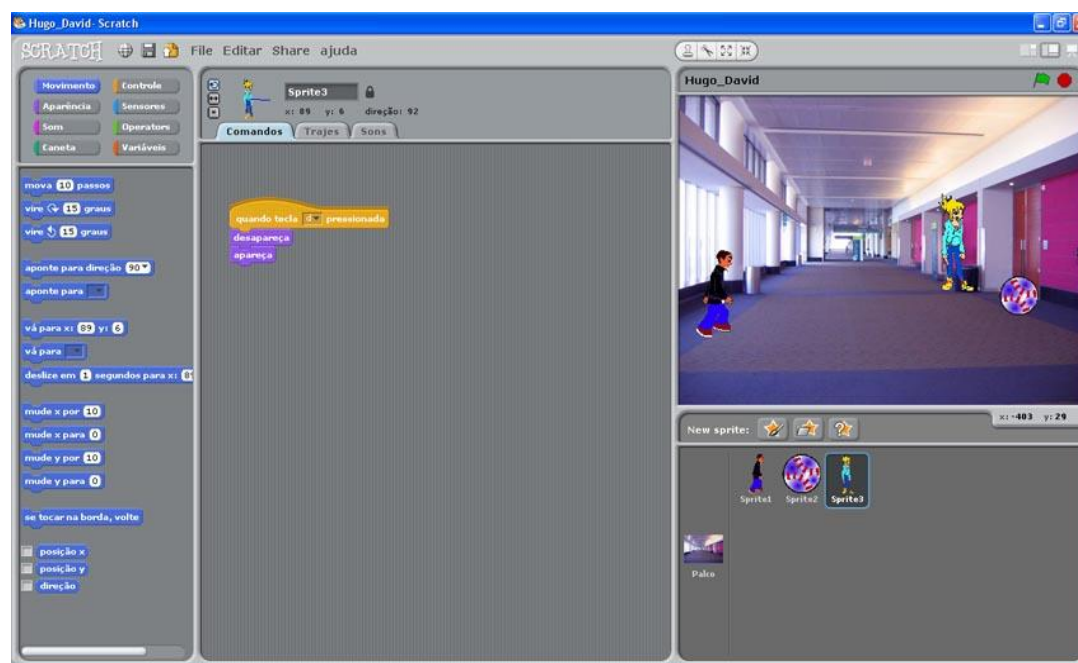 Hugo_David- Scratch
SCRATCH File Editar Share ajuda
Movimento Controle
Aparência Sensores
Som Operators
Caneta Variáveis
mova 10 passos
vire 15 graus
vire 15 graus
aponte para direção 90
aponte para
vá para x: 89 y: 6
vá para
deslize em 1 segundos para x: 89
mude x por 10
mude x para 0
mude y por 10
mude y para 0
se tocar na borda, volte
posição x
posição y
direção
Sprite3
x: 89 y: 6 direção: 92
Comandos Trajes Sons
quando tecla d pressionada
desapareça
apareça
Hugo_David
x: -403 y: 29
New sprite:
Sprite1 Sprite2 Sprite3
Palco